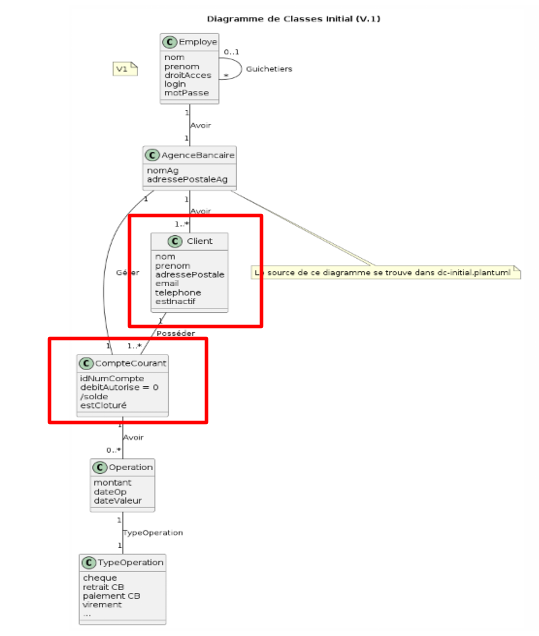 Diagramme de Classes Initial (V.1)
C Employe
nom
prenom
droitAcces
login
motPasse
0..1
*
Guichetiers
V1
1
Avoir
1
C AgenceBancaire
nomAg
adressePostaleAg
1
1
Avoir
1..*
C Client
nom
prenom
adressePostale
email
telephone
estInactif
Gérer
Le source de ce diagramme se trouve dans dc-initial.plantuml
1
Posséder
1
1..*
C CompteCourant
idNumCompte
debitAutorise = 0
/solde
estCloturé
1
Avoir
0..*
C Operation
montant
dateOp
dateValeur
1
TypeOperation
1
C TypeOperation
cheque
retrait CB
paiement CB
virement
...